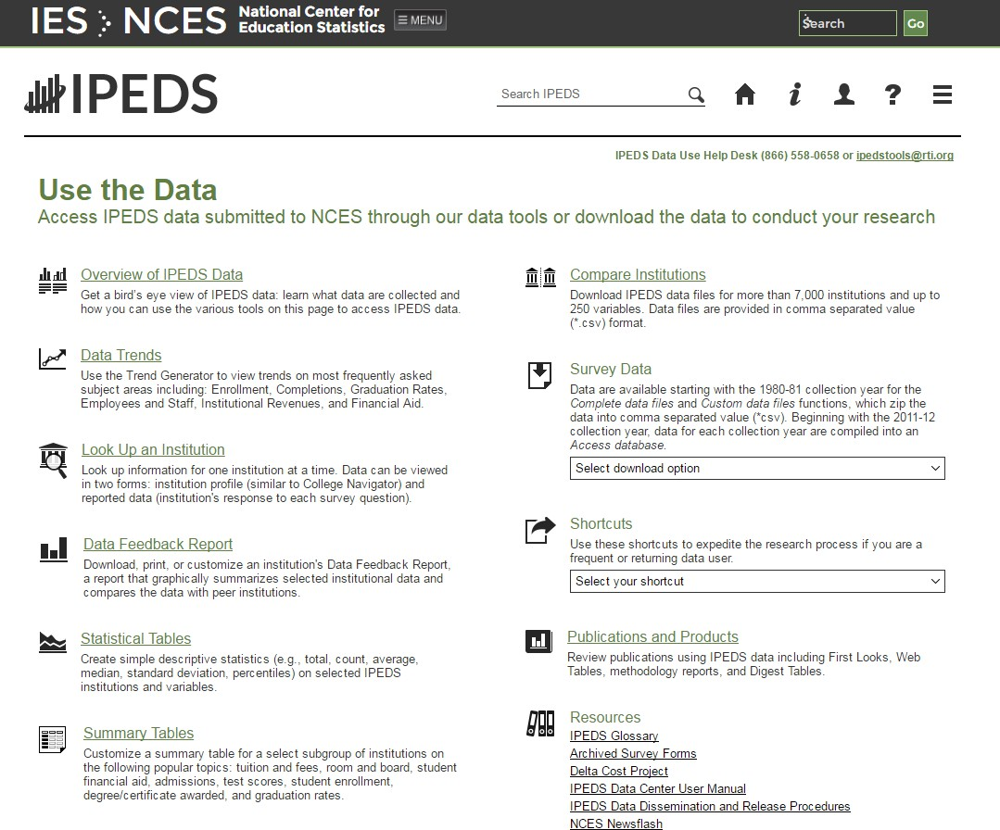 IES NCES National Center for
Education Statistics
☰ MENU
Search
Go
IPEDS
Search IPEDS
IPEDS Data Use Help Desk (866) 558-0658 or ipedstools@rti.org
Use the Data
Access IPEDS data submitted to NCES through our data tools or download the data to conduct your research
Overview of IPEDS Data
Get a bird's eye view of IPEDS data: learn what data are collected and
how you can use the various tools on this page to access IPEDS data.
Data Trends
Use the Trend Generator to view trends on most frequently asked
subject areas including: Enrollment, Completions, Graduation Rates,
Employees and Staff, Institutional Revenues, and Financial Aid.
Look Up an Institution
Look up information for one institution at a time. Data can be viewed
in two forms: institution profile (similar to College Navigator) and
reported data (institution's response to each survey question).
Data Feedback Report
Download, print, or customize an institution's Data Feedback Report,
a report that graphically summarizes selected institutional data and
compares the data with peer institutions.
Statistical Tables
Create simple descriptive statistics (e.g., total, count, average,
median, standard deviation, percentiles) on selected IPEDS
institutions and variables.
Summary Tables
Customize a summary table for a select subgroup of institutions on
the following popular topics: tuition and fees, room and board, student
financial aid, admissions, test scores, student enrollment,
degree/certificate awarded, and graduation rates.
Compare Institutions
Download IPEDS data files for more than 7,000 institutions and up to
250 variables. Data files are provided in comma separated value
(*.csv) format.
Survey Data
Data are available starting with the 1980-81 collection year for the
Complete data files and Custom data files functions, which zip the
data into comma separated value (*csv). Beginning with the 2011-12
collection year, data for each collection year are compiled into an
Access database.
Select download option
Shortcuts
Use these shortcuts to expedite the research process if you are a
frequent or returning data user.
Select your shortcut
Publications and Products
Review publications using IPEDS data including First Looks, Web
Tables, methodology reports, and Digest Tables.
Resources
IPEDS Glossary
Archived Survey Forms
Delta Cost Project
IPEDS Data Center User Manual
IPEDS Data Dissemination and Release Procedures
NCES Newsflash